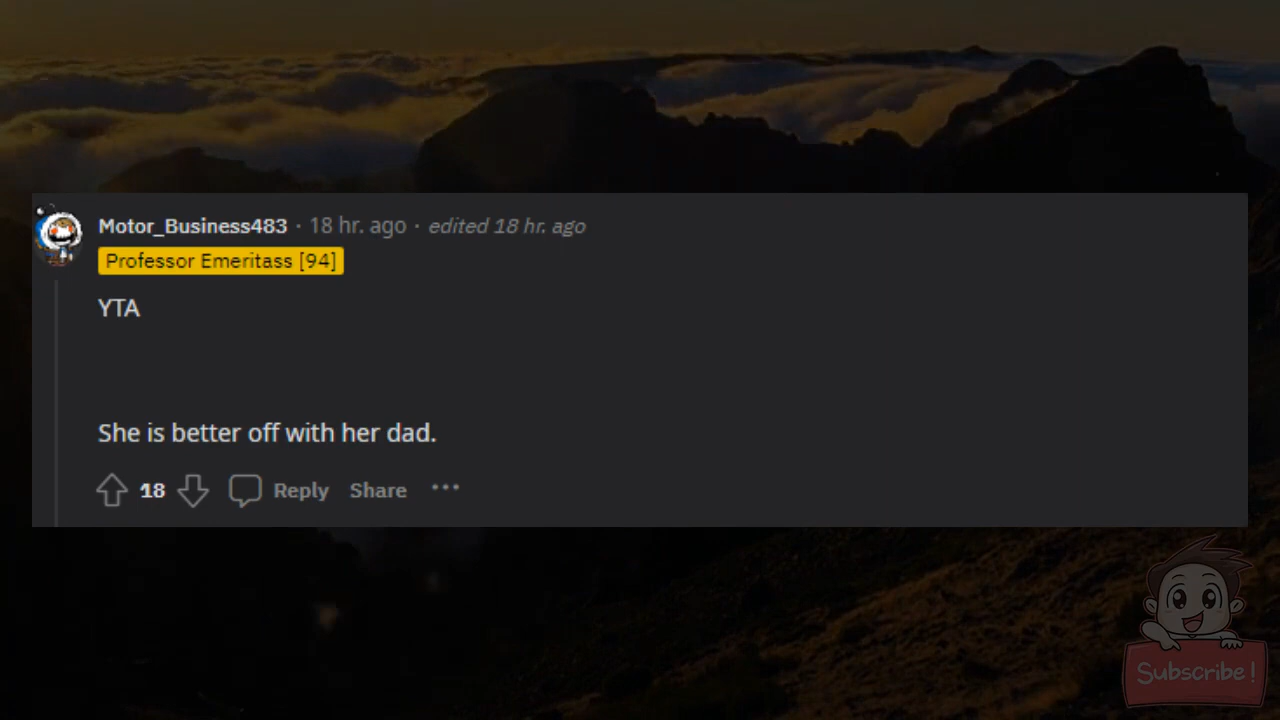 Motor_Business483 · 18 hr. ago · edited 18 hr. ago
Professor Emeritass [94]
YTA
She is better off with her dad.
18 Reply Share ···
Subscribe!